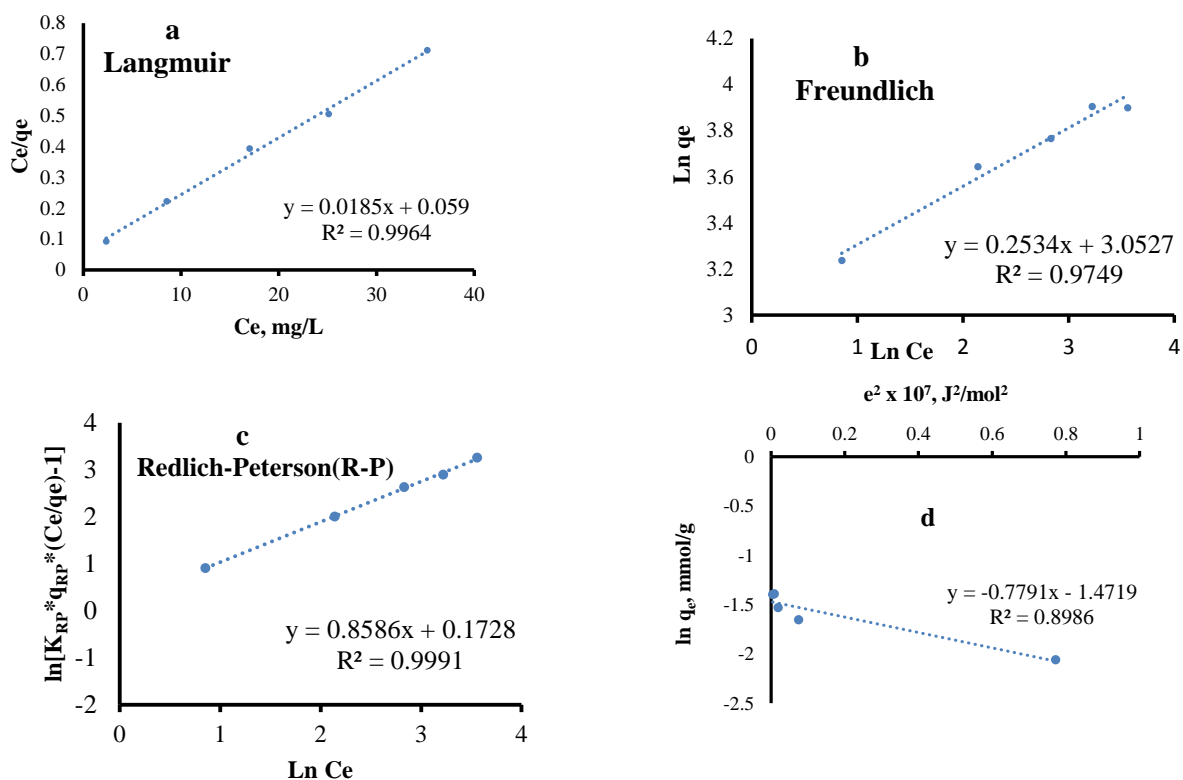 a
Langmuir
0.8
0.7
0.6
0.5
0.4
0.3
0.2
0.1
0
Ce/qe
y = 0.0185x + 0.059
R² = 0.9964
0 10 20 30 40
Ce, mg/L
b
Freundlich
4.2
4
3.8
3.6
3.4
3.2
3
Ln qe
y = 0.2534x + 3.0527
R² = 0.9749
0 1 2 3 4
Ln Ce
c
Redlich-Peterson(R-P)
4
3
2
1
0
-1
-2
ln[K_RP*q_RP*(Ce/qe)-1]
y = 0.8586x + 0.1728
R² = 0.9991
0 1 2 3 4
Ln Ce
e² x 10⁷, J²/mol²
0 0.2 0.4 0.6 0.8 1
0
-0.5
-1
-1.5
-2
-2.5
ln qₑ, mmol/g
d
y = -0.7791x - 1.4719
R² = 0.8986